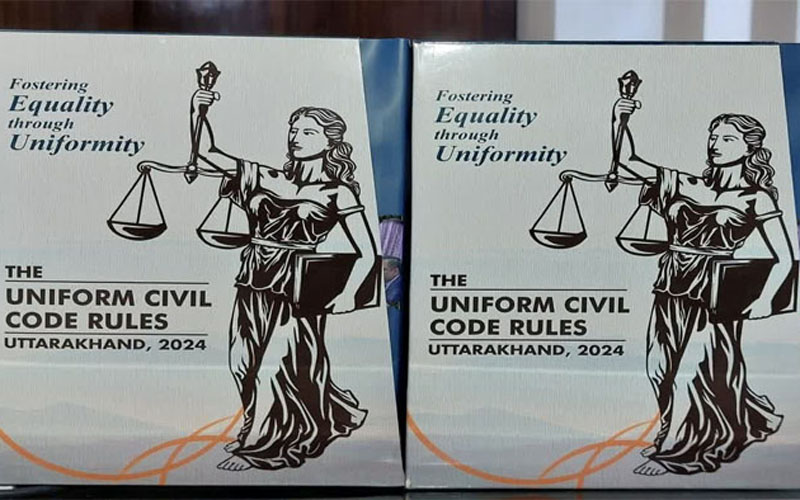 Fostering
Equality
through
Uniformity
THE
UNIFORM CIVIL
CODE RULES
UTTARAKHAND, 2024
Fostering
Equality
through
Uniformity
THE
UNIFORM CIVIL
CODE RULES
UTTARAKHAND, 2024